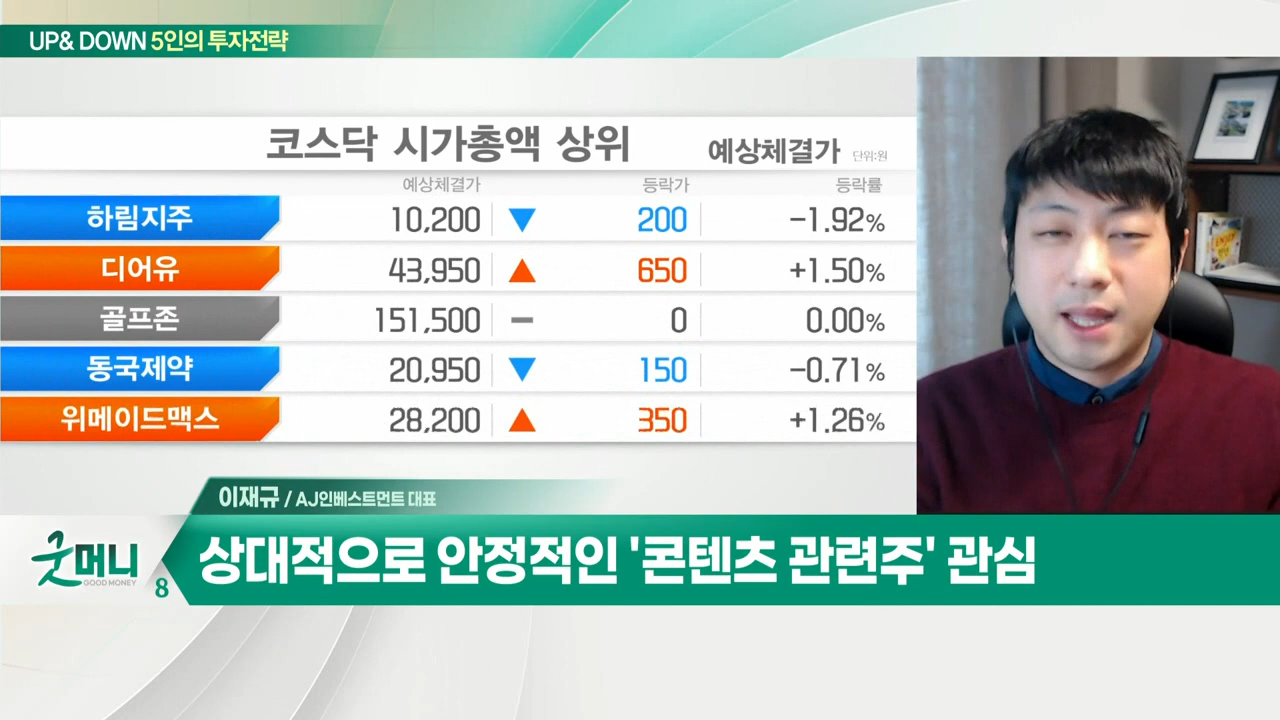 UP& DOWN 5인의 투자전략
코스닥 시가총액 상위 예상체결가 단위:원
예상체결가 등락가 등락률
하림지주 10,200 ▼ 200 -1.92%
디어유 43,950 ▲ 650 +1.50%
골프존 151,500 - 0 0.00%
동국제약 20,950 ▼ 150 -0.71%
위메이드맥스 28,200 ▲ 350 +1.26%
ENJOY
이재규 / AJ인베스트먼트 대표
상대적으로 안정적인 '콘텐츠 관련주' 관심
굿머니
GOOD MONEY
8